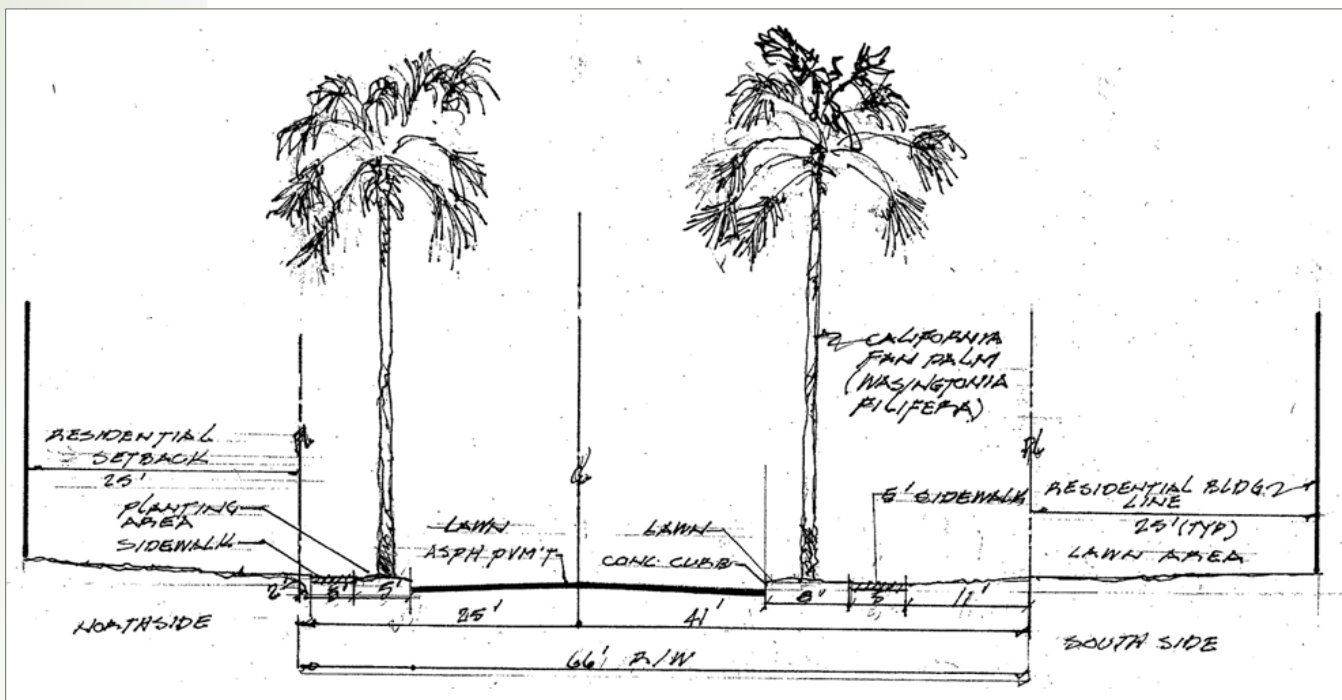 RESIDENTIAL
SETBACK
25'
PLANTING
AREA
SIDEWALK
LAWN
ASPH PVM'T
LAWN
CONC. CURB
CALIFORNIA
FAN PALM
(WASINGTONIA
FILIFERA)
5' SIDEWALK
RESIDENTIAL BLDG
LINE
25' (TYP)
LAWN AREA
2'
5'
8'
5'
11'
25'
41'
66' R/W
NORTHSIDE
SOUTH SIDE
PL